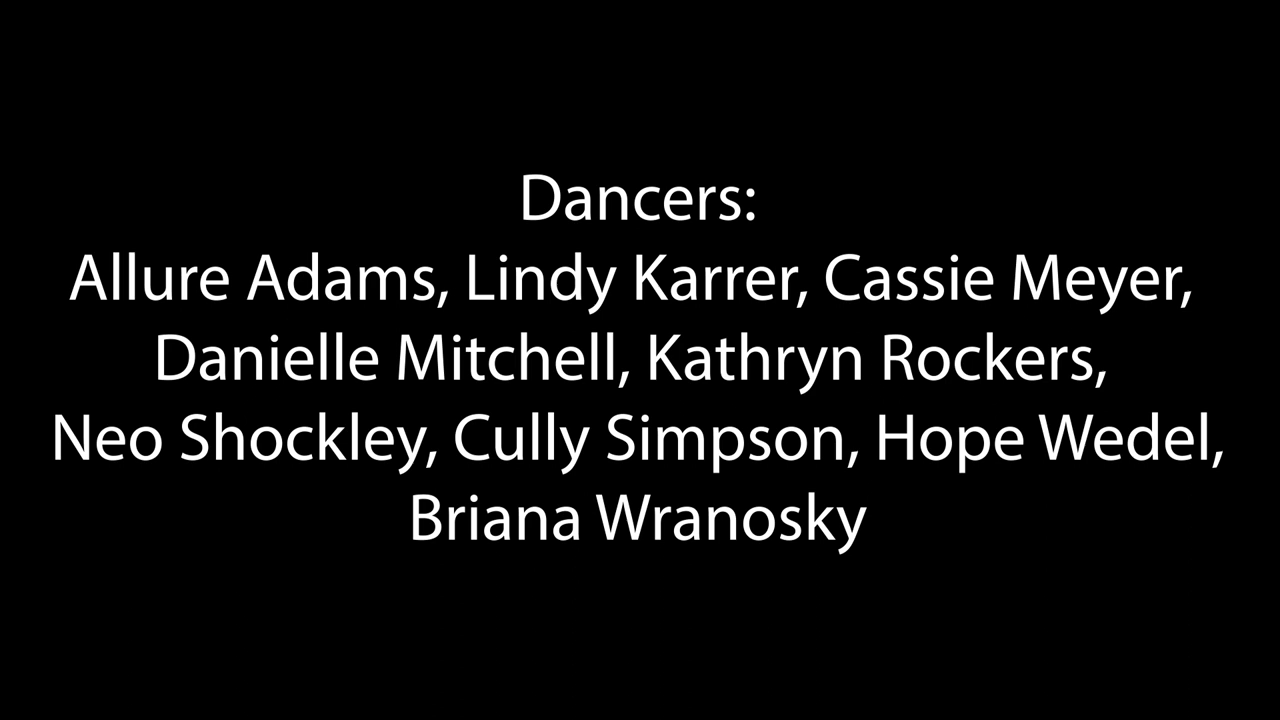 Dancers:
Allure Adams, Lindy Karrer, Cassie Meyer,
Danielle Mitchell, Kathryn Rockers,
Neo Shockley, Cully Simpson, Hope Wedel,
Briana Wranosky